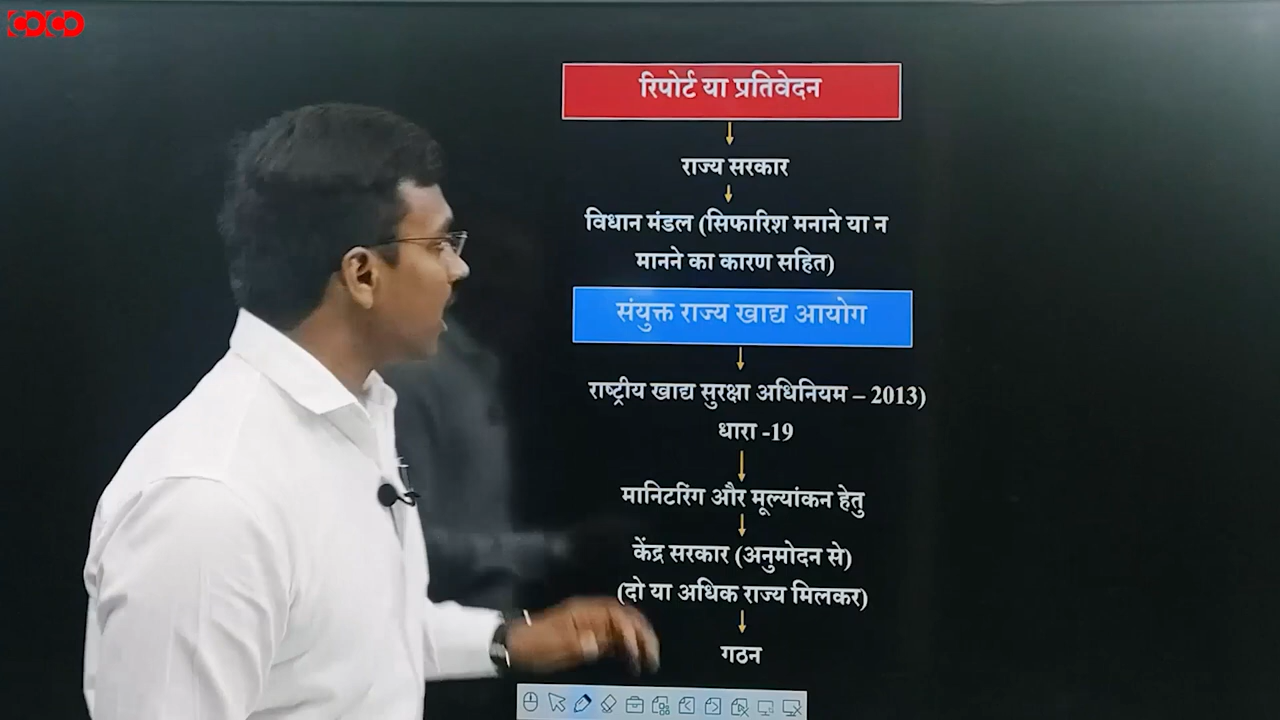 रिपोर्ट या प्रतिवेदन
राज्य सरकार
विधान मंडल (सिफारिश मनाने या न
मानने का कारण सहित)
संयुक्त राज्य खाद्य आयोग
राष्ट्रीय खाद्य सुरक्षा अधिनियम – 2013)
धारा -19
मानिटरिंग और मूल्यांकन हेतु
केंद्र सरकार (अनुमोदन से)
(दो या अधिक राज्य मिलकर)
गठन